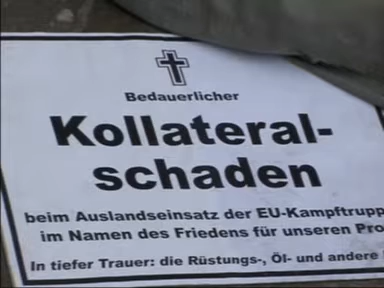 Bedauerlicher
Kollateral-
schaden
beim Auslandseinsatz der EU-Kampftrupp
im Namen des Friedens für unseren Pro
In tiefer Trauer: die Rüstungs-, Öl- und andere